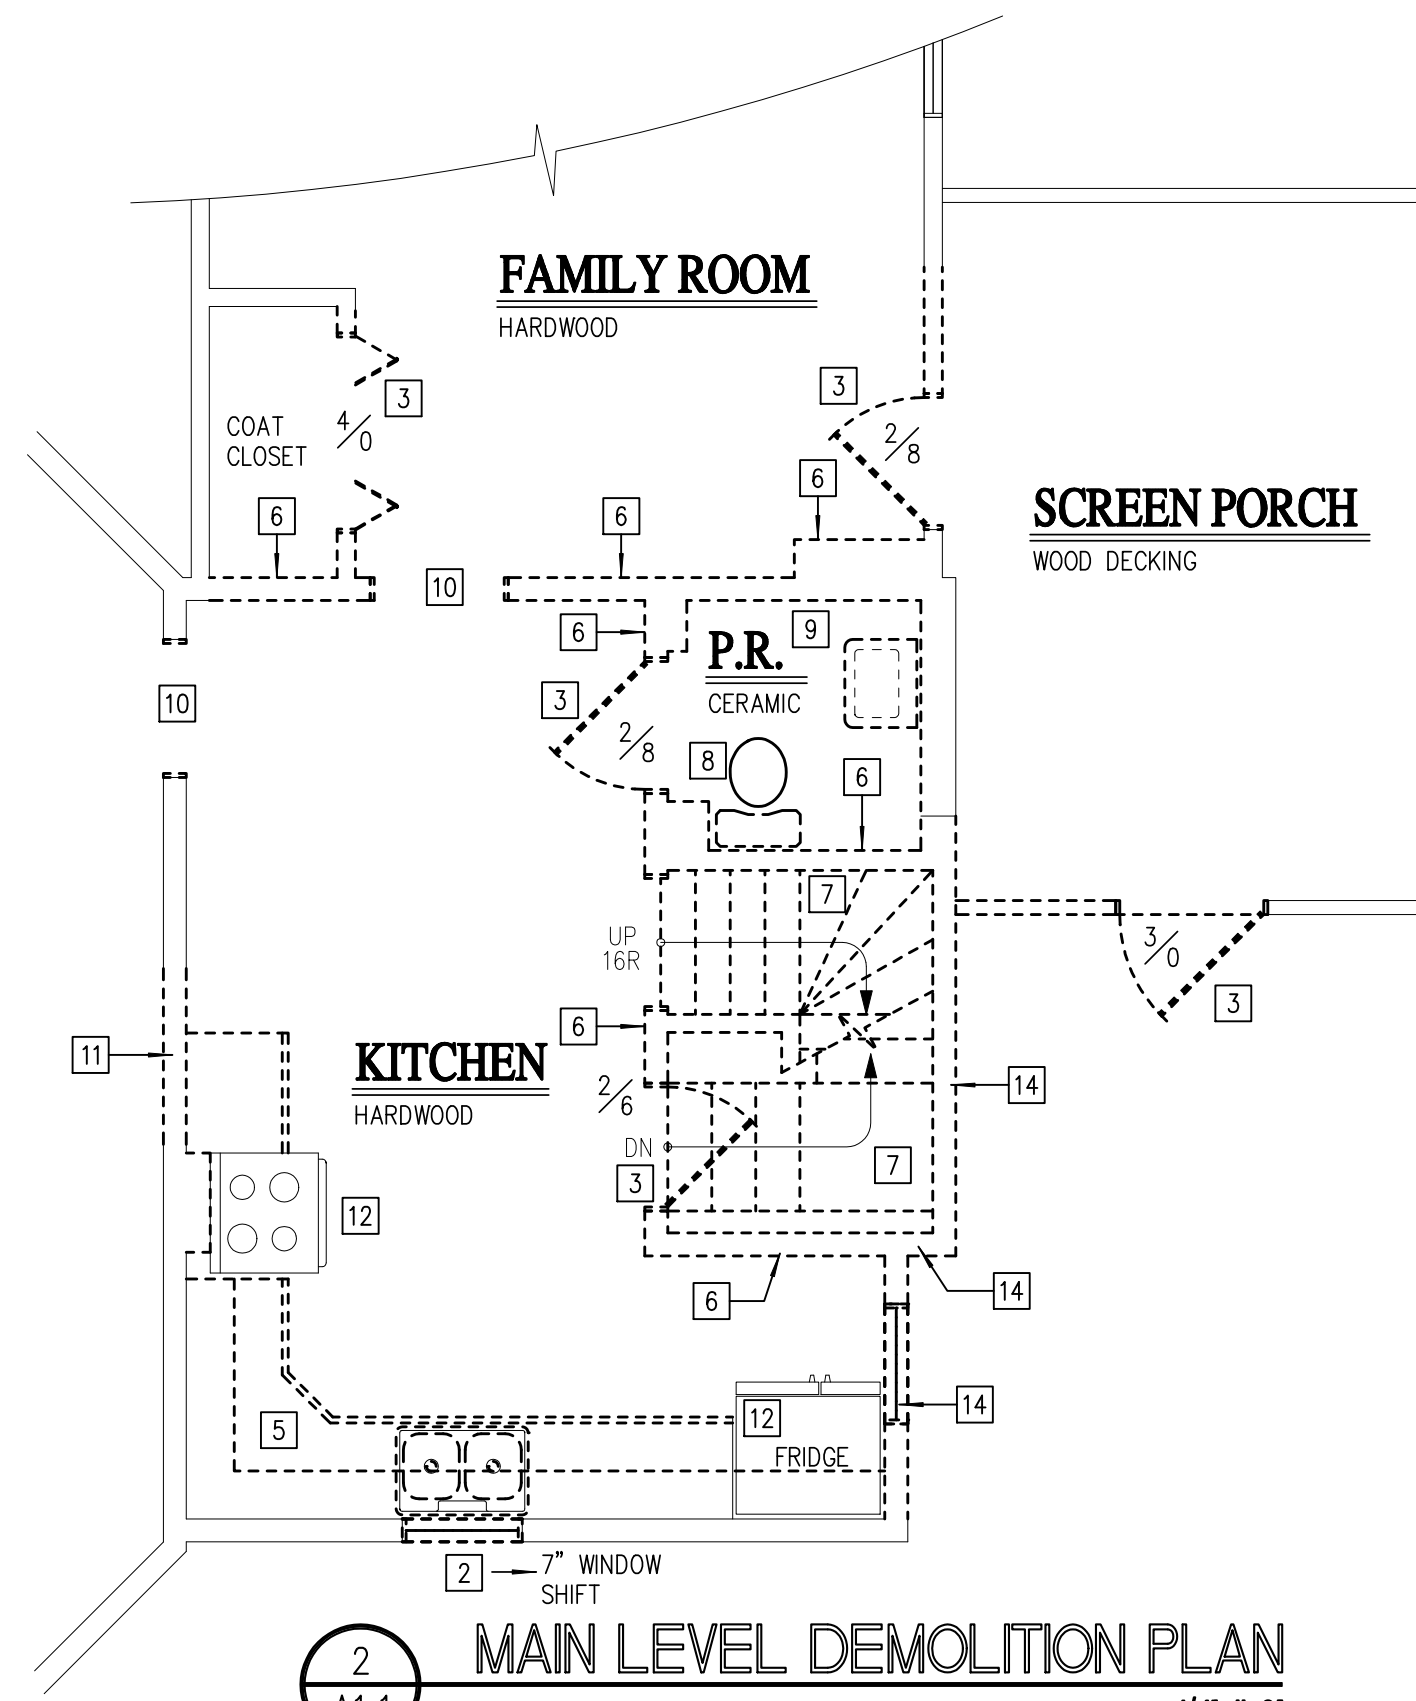 FAMILY ROOM
HARDWOOD
3
3
4/0
2/8
COAT
CLOSET
6
6
6
SCREEN PORCH
WOOD DECKING
10
6
9
P.R.
CERAMIC
10
3
2/8
8
6
7
UP
16R
3/0
3
6
11
KITCHEN
HARDWOOD
2/6
14
DN
3
7
12
6
14
14
12
5
FRIDGE
2
7" WINDOW
SHIFT
2
MAIN LEVEL DEMOLITION PLAN